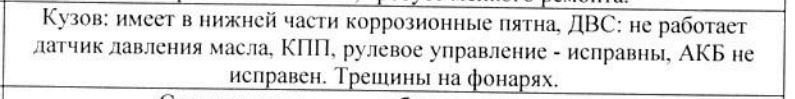 Кузов: имеет в нижней части коррозионные пятна, ДВС: не работает
датчик давления масла, КПП, рулевое управление - исправны, АКБ не
исправен. Трещины на фонарях.